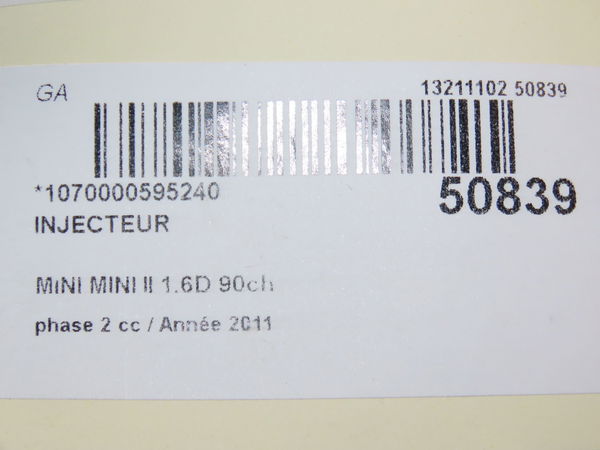 GA
13211102 50839
*1070000595240
50839
INJECTEUR
MINI MINI II 1.6D 90ch
phase 2 cc / Année 2011